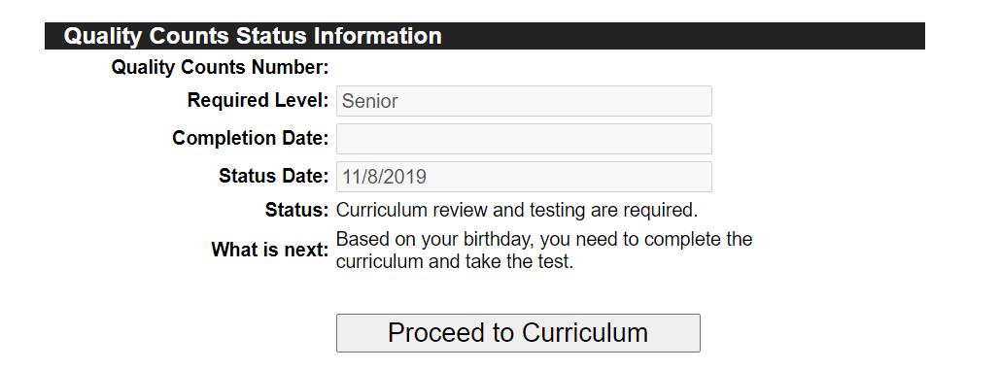 Quality Counts Status Information
Quality Counts Number:
Required Level: Senior
Completion Date:
Status Date: 11/8/2019
Status: Curriculum review and testing are required.
What is next: Based on your birthday, you need to complete the
curriculum and take the test.
Proceed to Curriculum